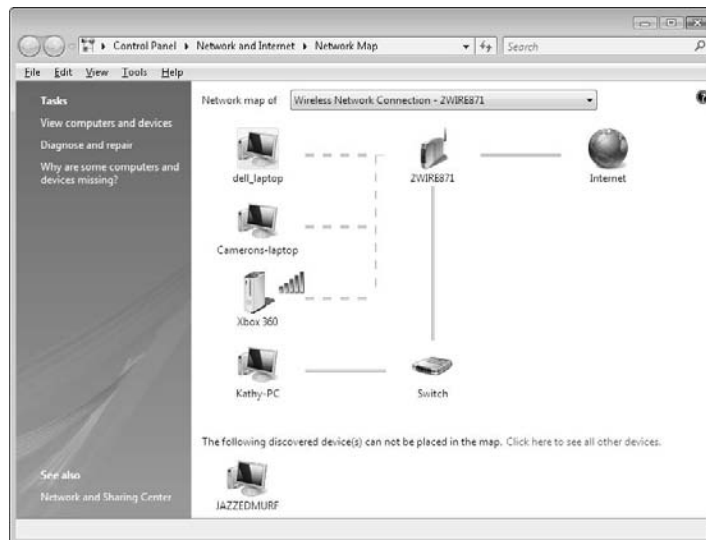 Control Panel ▸ Network and Internet ▸ Network Map
Search
File Edit View Tools Help
Tasks
View computers and devices
Diagnose and repair
Why are some computers and
devices missing?
See also
Network and Sharing Center
Network map of Wireless Network Connection - 2WIRE871
dell_laptop
2WIRE871
Internet
Camerons-laptop
Xbox 360
Kathy-PC
Switch
The following discovered device(s) can not be placed in the map. Click here to see all other devices.
JAZZEDMURF